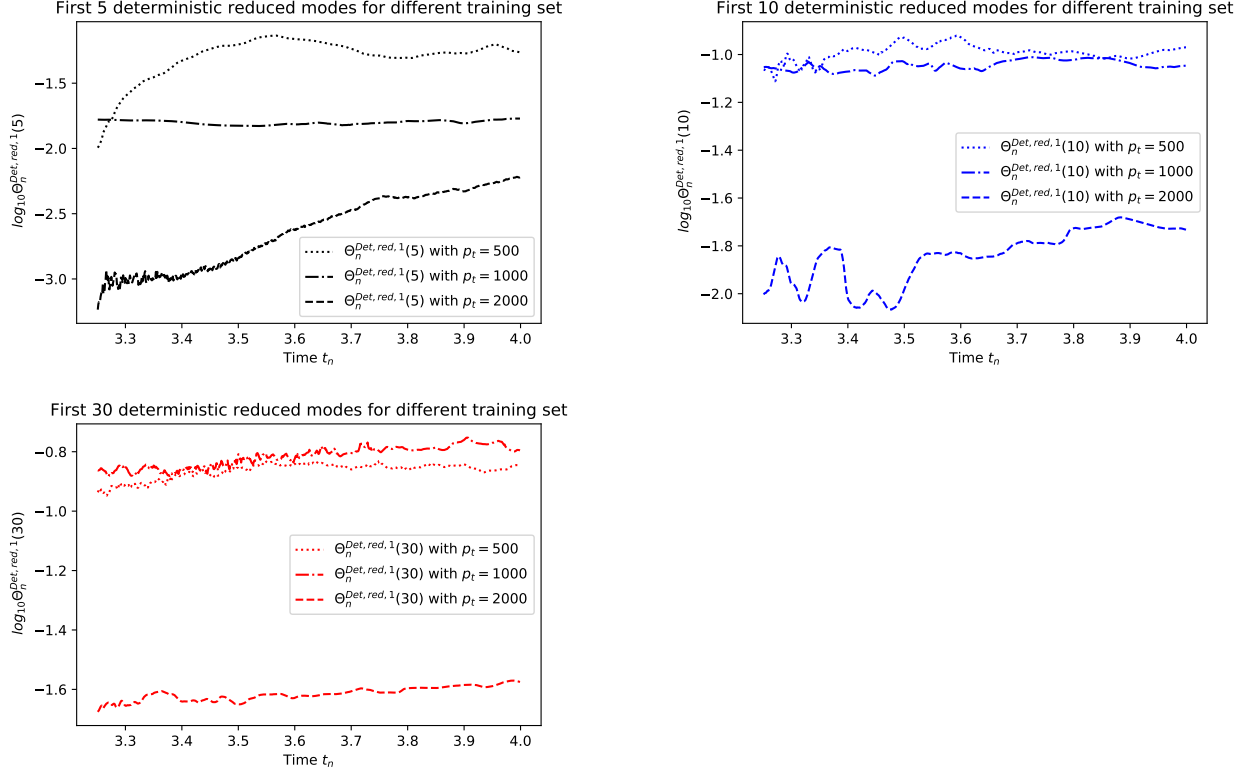 First 5 deterministic reduced modes for different training set
log₁₀Θₙ^{Det,red,1}(5)
−1.5
−2.0
−2.5
−3.0
Θₙ^{Det,red,1}(5) with pₜ = 500
Θₙ^{Det,red,1}(5) with pₜ = 1000
Θₙ^{Det,red,1}(5) with pₜ = 2000
3.3 3.4 3.5 3.6 3.7 3.8 3.9 4.0
Time tₙ
First 10 deterministic reduced modes for different training set
log₁₀Θₙ^{Det,red,1}(10)
−1.0
−1.2
−1.4
−1.6
−1.8
−2.0
Θₙ^{Det,red,1}(10) with pₜ = 500
Θₙ^{Det,red,1}(10) with pₜ = 1000
Θₙ^{Det,red,1}(10) with pₜ = 2000
3.3 3.4 3.5 3.6 3.7 3.8 3.9 4.0
Time tₙ
First 30 deterministic reduced modes for different training set
log₁₀Θₙ^{Det,red,1}(30)
−0.8
−1.0
−1.2
−1.4
−1.6
Θₙ^{Det,red,1}(30) with pₜ = 500
Θₙ^{Det,red,1}(30) with pₜ = 1000
Θₙ^{Det,red,1}(30) with pₜ = 2000
3.3 3.4 3.5 3.6 3.7 3.8 3.9 4.0
Time tₙ